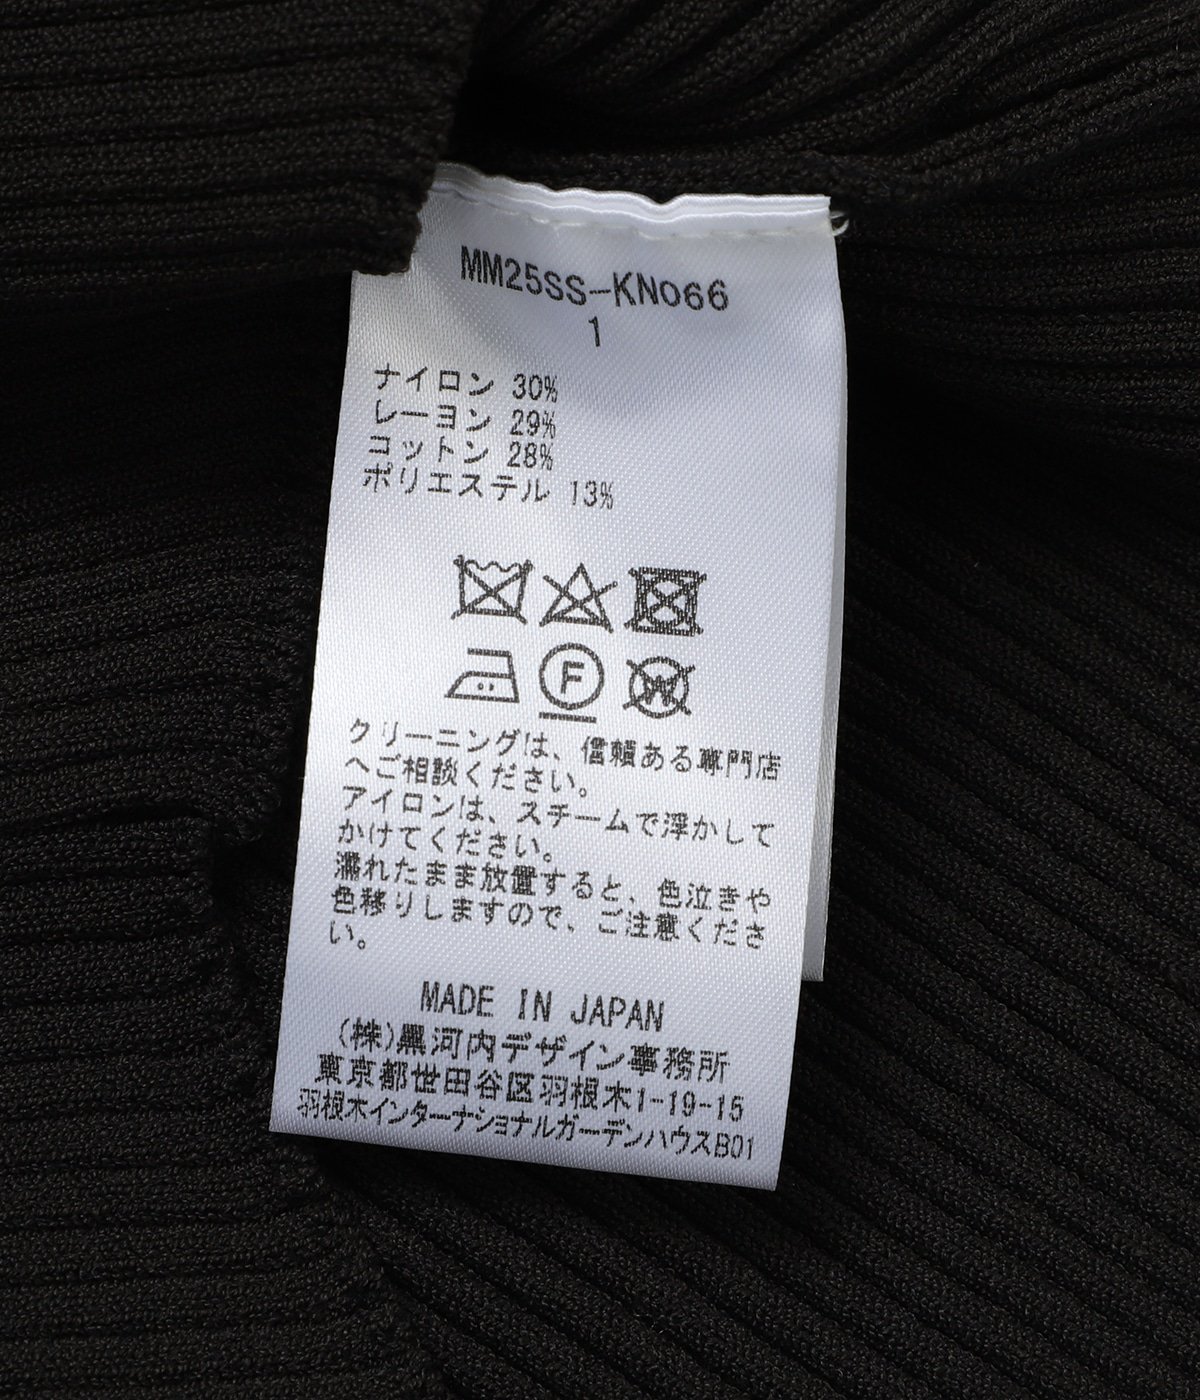 MM25SS-KN066
1
ナイロン 30%
レーヨン 29%
コットン 28%
ポリエステル 13%
F
W
クリーニングは、信頼ある専門店
へご相談ください。
アイロンは、スチームで浮かして
かけてください。
濡れたまま放置すると、色泣きや
色移りしますので、ご注意くださ
い。
MADE IN JAPAN
(株)黒河内デザイン事務所
東京都世田谷区羽根木1-19-15
羽根木インターナショナルガーデンハウスB01